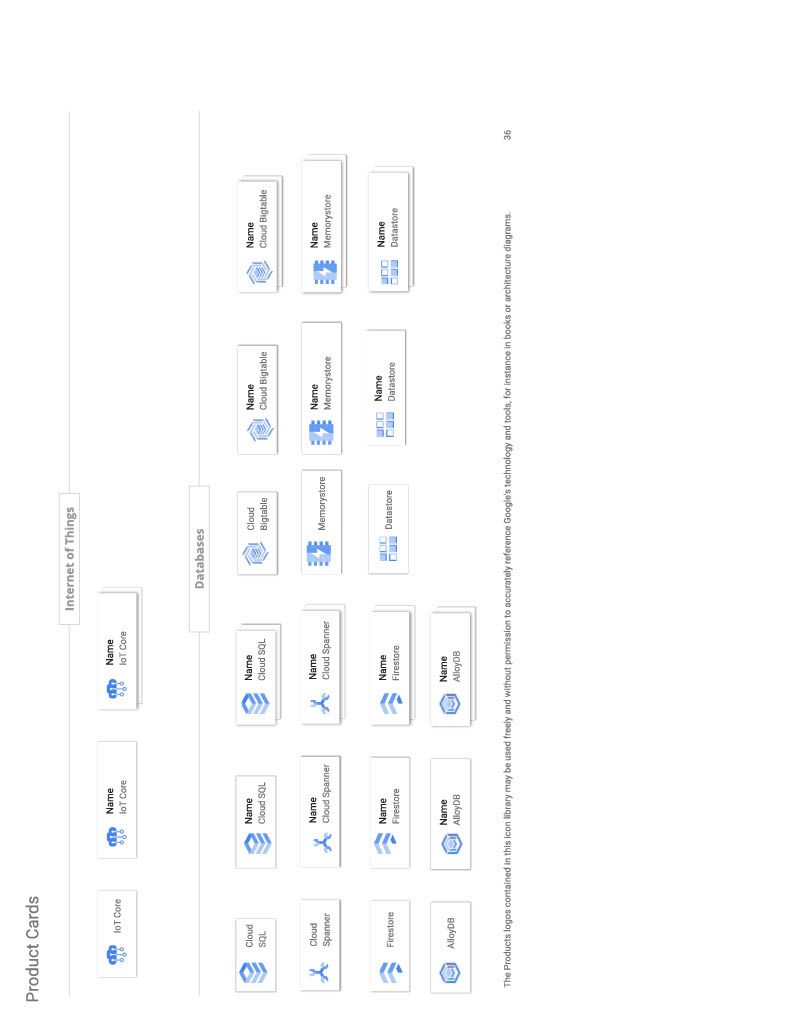 Product Cards
Internet of Things
IoT Core
Name
IoT Core
Name
IoT Core
Databases
Cloud
SQL
Name
Cloud SQL
Name
Cloud SQL
Cloud
Bigtable
Name
Cloud Bigtable
Name
Cloud Bigtable
Cloud
Spanner
Name
Cloud Spanner
Name
Cloud Spanner
Memorystore
Name
Memorystore
Name
Memorystore
Firestore
Name
Firestore
Name
Firestore
Datastore
Name
Datastore
Name
Datastore
AlloyDB
Name
AlloyDB
Name
AlloyDB
The Products logos contained in this icon library may be used freely and without permission to accurately reference Google's technology and tools, for instance in books or architecture diagrams.
36